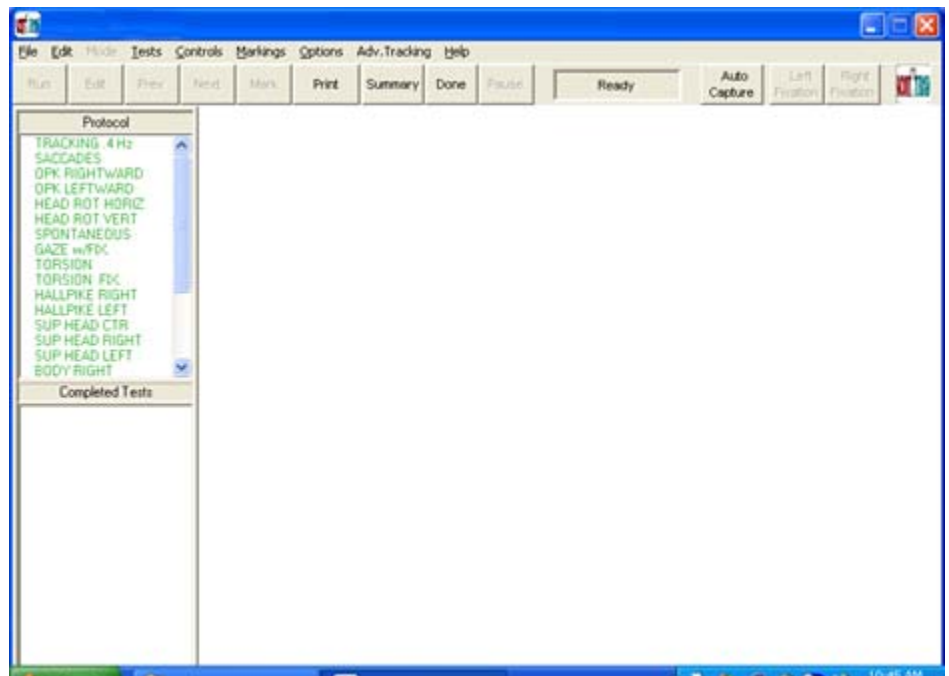 File Edit Mode Tests Controls Markings Options Adv.Tracking Help
Run Edit Prev Next Mark Print Summary Done Pause Ready Auto Capture Left Fixation Right Fixation
Protocol
TRACKING .4 Hz
SACCADES
OPK RIGHTWARD
OPK LEFTWARD
HEAD ROT HORIZ
HEAD ROT VERT
SPONTANEOUS
GAZE w/FIX.
TORSION
TORSION FIX.
HALLPIKE RIGHT
HALLPIKE LEFT
SUP HEAD CTR
SUP HEAD RIGHT
SUP HEAD LEFT
BODY RIGHT
Completed Tests
10:45 AM